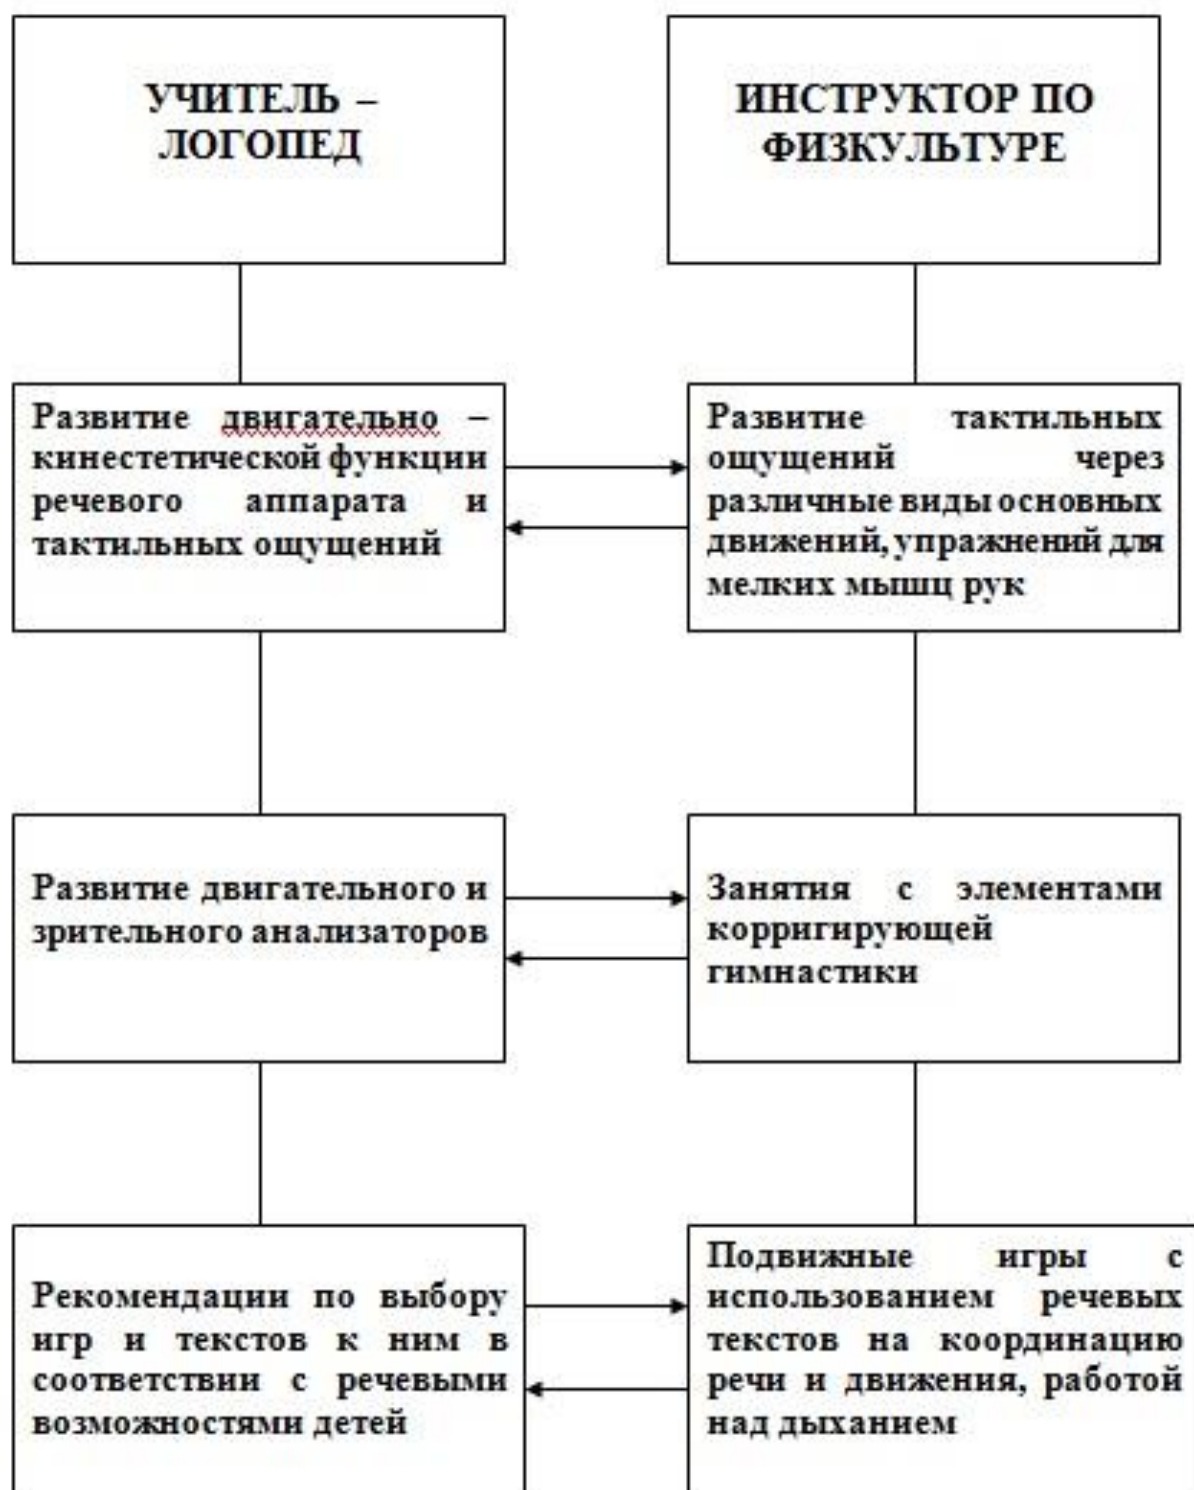 УЧИТЕЛЬ –
ЛОГОПЕД
ИНСТРУКТОР ПО
ФИЗКУЛЬТУРЕ
Развитие двигательно –
кинестетической функции
речевого аппарата и
тактильных ощущений
Развитие тактильных
ощущений через
различные виды основных
движений, упражнений для
мелких мышц рук
Развитие двигательного и
зрительного анализаторов
Занятия с элементами
корригирующей
гимнастики
Рекомендации по выбору
игр и текстов к ним в
соответствии с речевыми
возможностями детей
Подвижные игры с
использованием речевых
текстов на координацию
речи и движения, работой
над дыханием